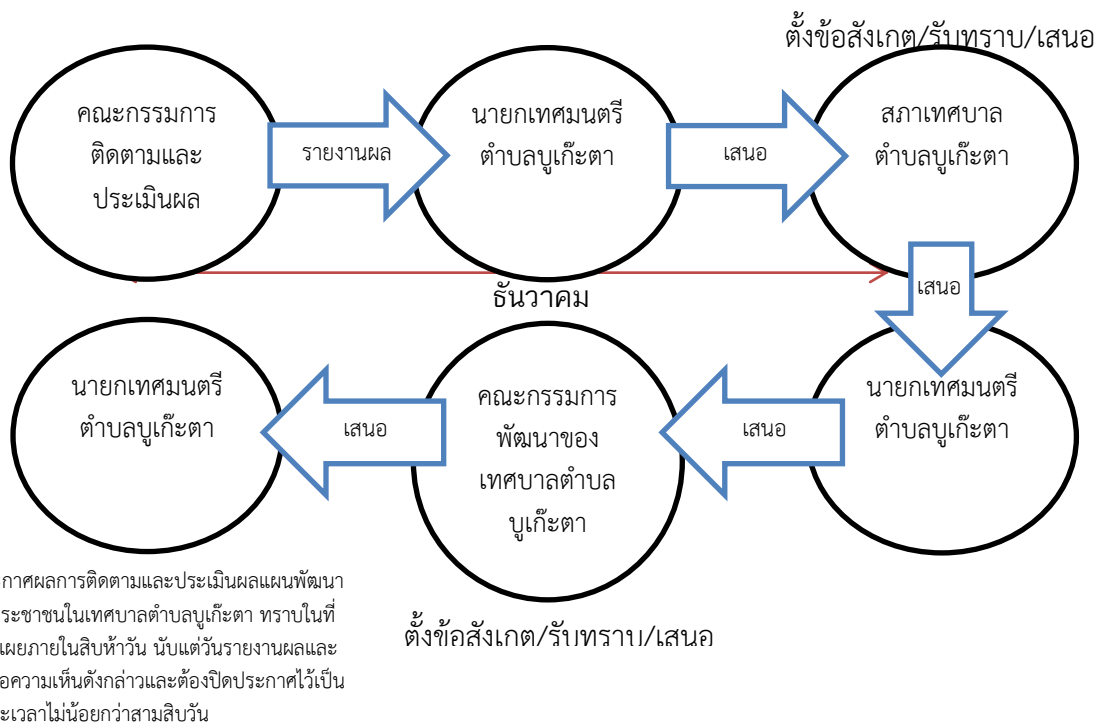 ตั้งข้อสังเกต/รับทราบ/เสนอ
คณะกรรมการ
ติดตามและ
ประเมินผล
รายงานผล
นายกเทศมนตรี
ตำบลบูเก๊ะตา
เสนอ
สภาเทศบาล
ตำบลบูเก๊ะตา
ธันวาคม
เสนอ
นายกเทศมนตรี
ตำบลบูเก๊ะตา
เสนอ
คณะกรรมการ
พัฒนาของ
เทศบาลตำบล
บูเก๊ะตา
เสนอ
นายกเทศมนตรี
ตำบลบูเก๊ะตา
ตั้งข้อสังเกต/รับทราบ/เสนอ
กาศผลการติดตามและประเมินผลแผนพัฒนา
ระชาชนในเทศบาลตำบลบูเก๊ะตา ทราบในที่
เผยภายในสิบห้าวัน นับแต่วันรายงานผลและ
อความเห็นดังกล่าวและต้องปิดประกาศไว้เป็น
ะเวลาไม่น้อยกว่าสามสิบวัน